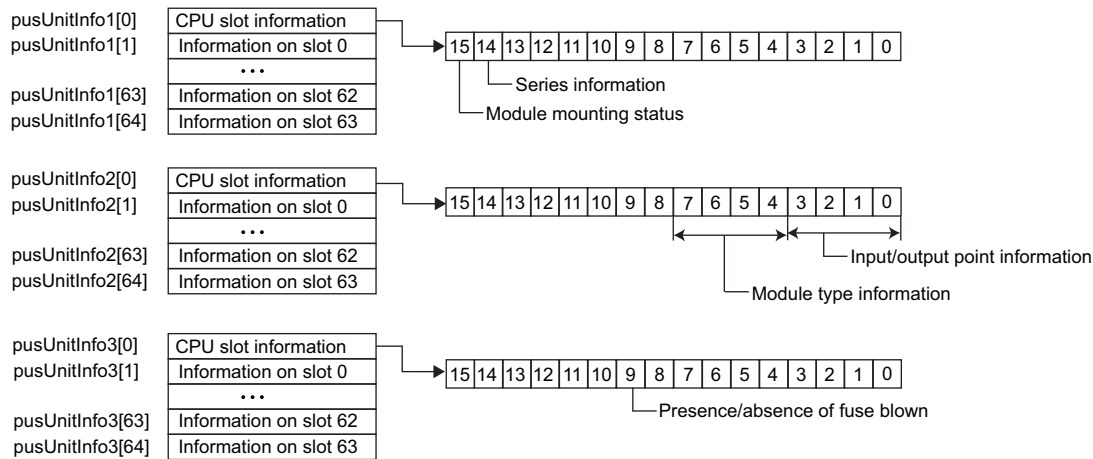 pusUnitInfo1[0] CPU slot information
pusUnitInfo1[1] Information on slot 0
...
pusUnitInfo1[63] Information on slot 62
pusUnitInfo1[64] Information on slot 63
15 14 13 12 11 10 9 8 7 6 5 4 3 2 1 0
Series information
Module mounting status
pusUnitInfo2[0] CPU slot information
pusUnitInfo2[1] Information on slot 0
...
pusUnitInfo2[63] Information on slot 62
pusUnitInfo2[64] Information on slot 63
15 14 13 12 11 10 9 8 7 6 5 4 3 2 1 0
Input/output point information
Module type information
pusUnitInfo3[0] CPU slot information
pusUnitInfo3[1] Information on slot 0
...
pusUnitInfo3[63] Information on slot 62
pusUnitInfo3[64] Information on slot 63
15 14 13 12 11 10 9 8 7 6 5 4 3 2 1 0
Presence/absence of fuse blown